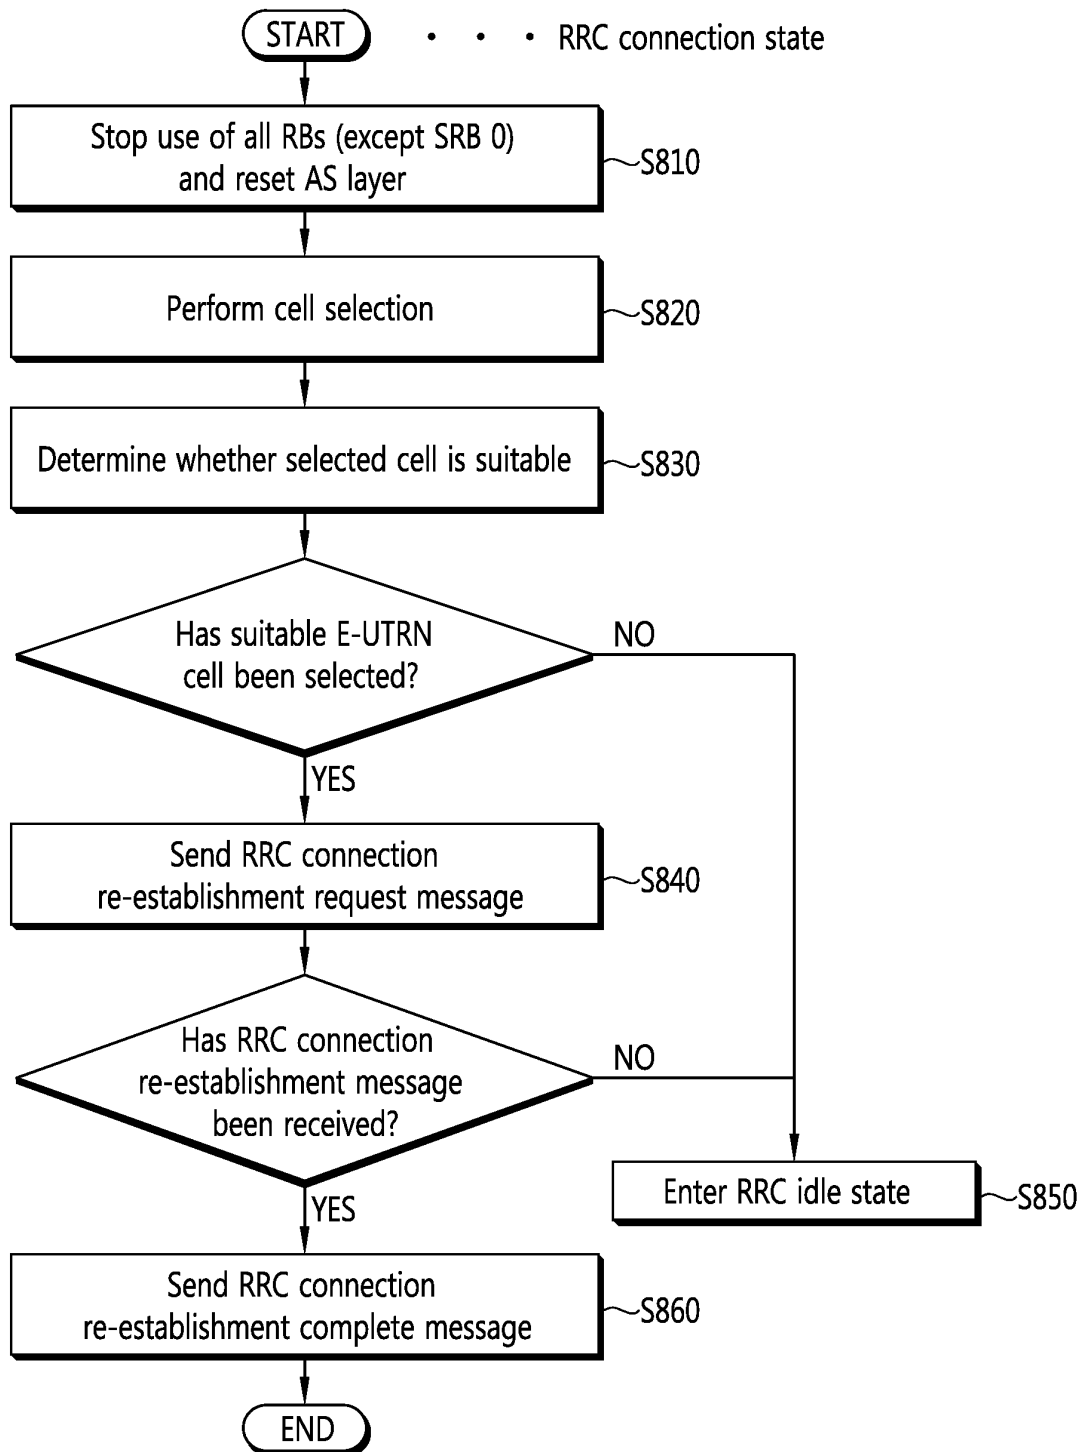 START
· · · RRC connection state
Stop use of all RBs (except SRB 0)
and reset AS layer
S810
Perform cell selection
S820
Determine whether selected cell is suitable
S830
Has suitable E-UTRN
cell been selected?
NO
YES
Send RRC connection
re-establishment request message
S840
Has RRC connection
re-establishment message
been received?
NO
YES
Enter RRC idle state
S850
Send RRC connection
re-establishment complete message
S860
END